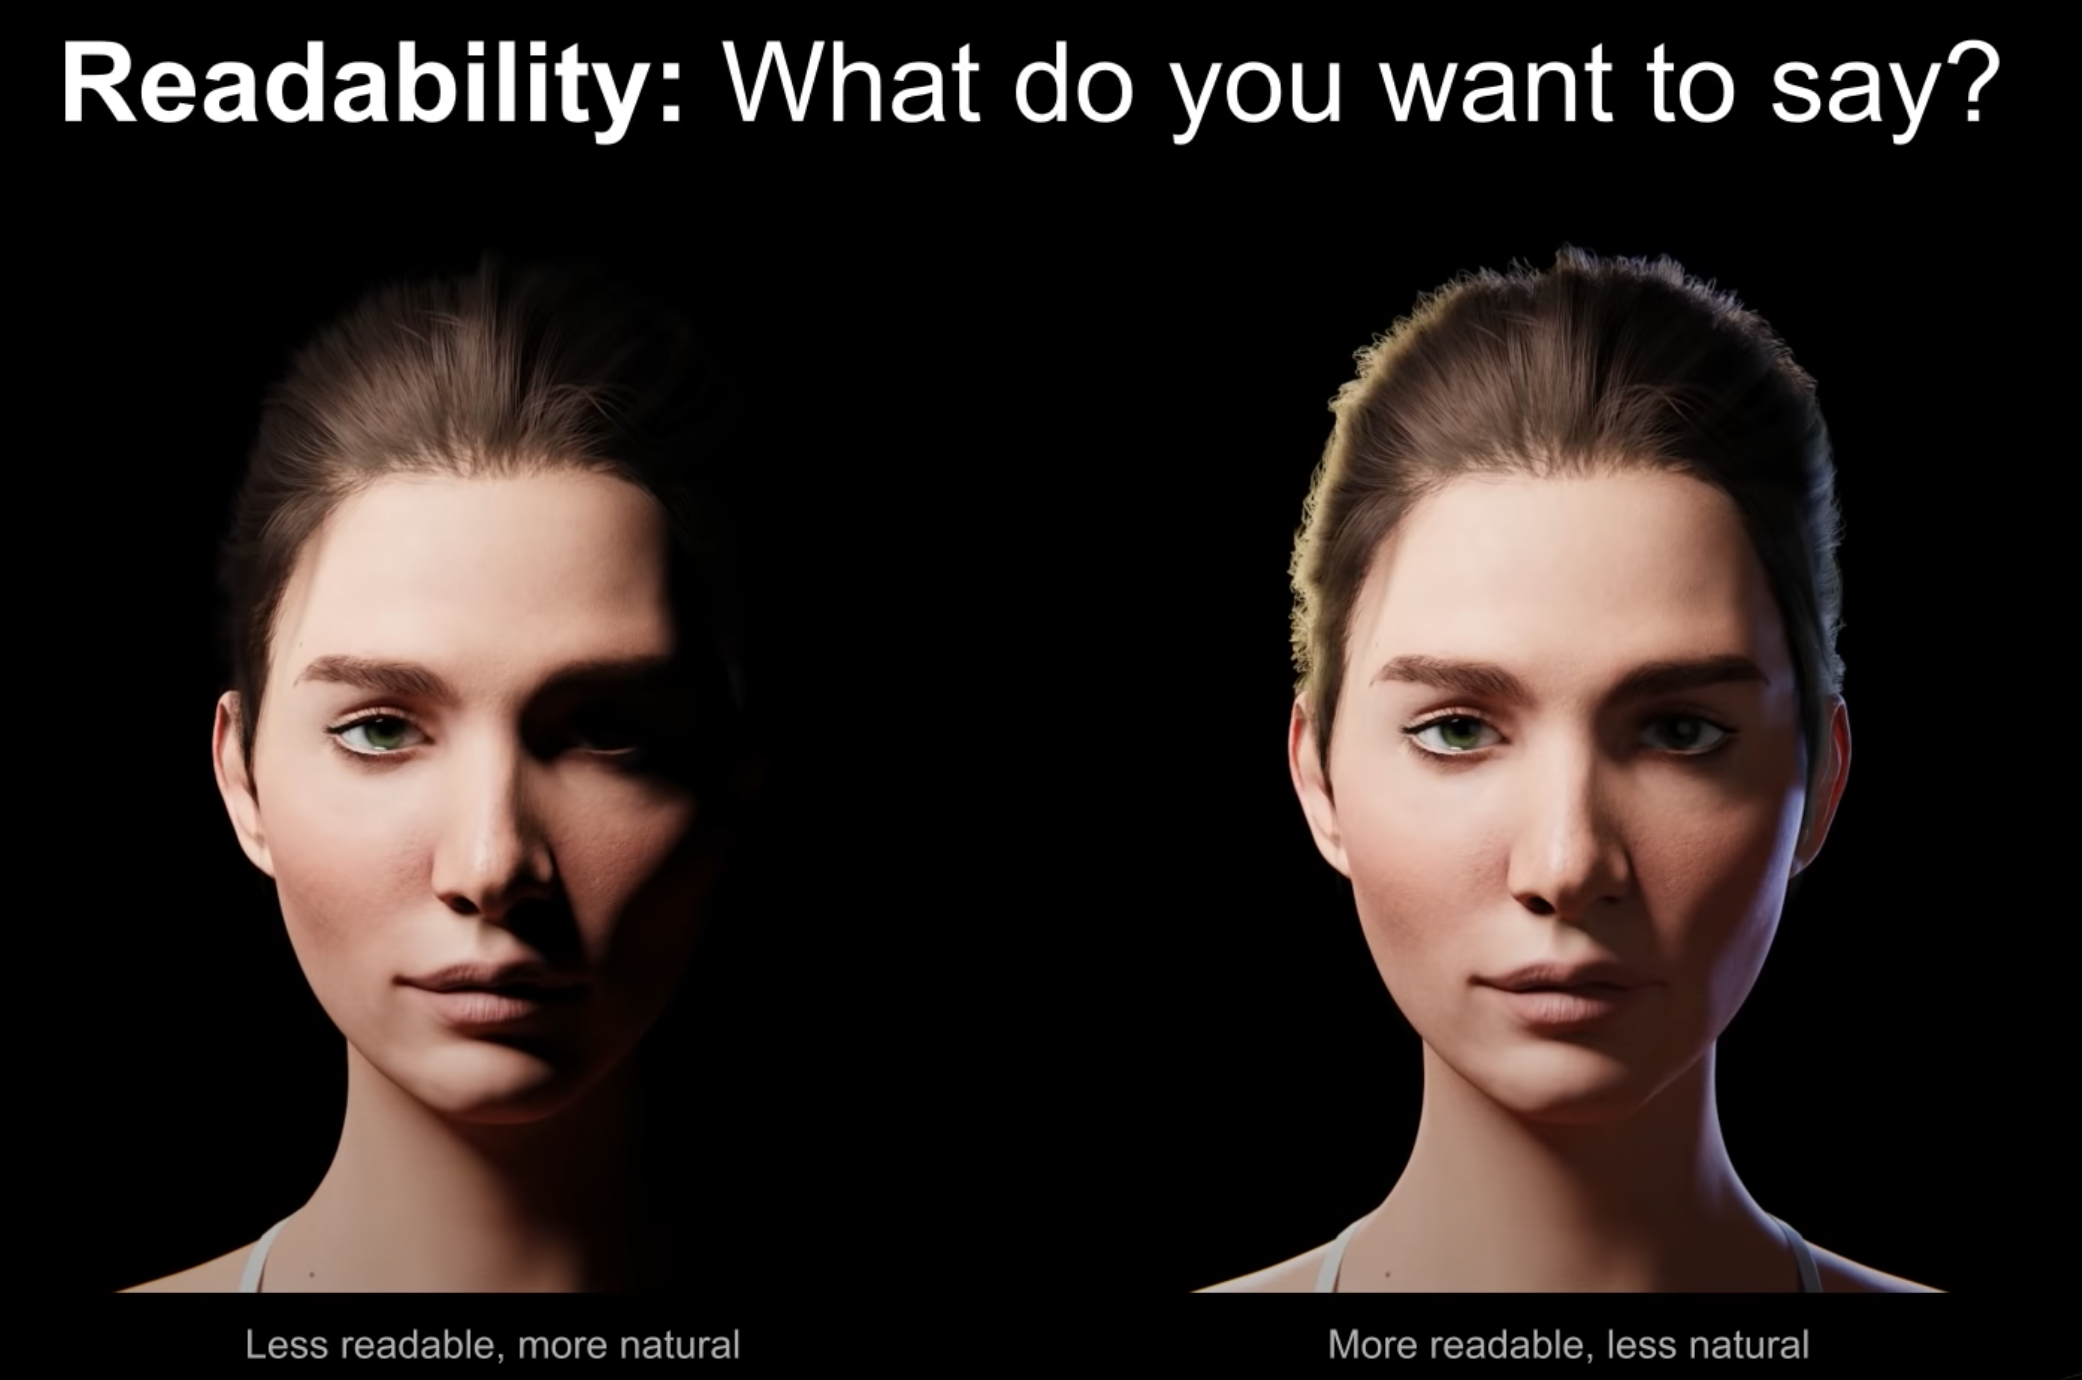 Readability: What do you want to say?
Less readable, more natural
More readable, less natural